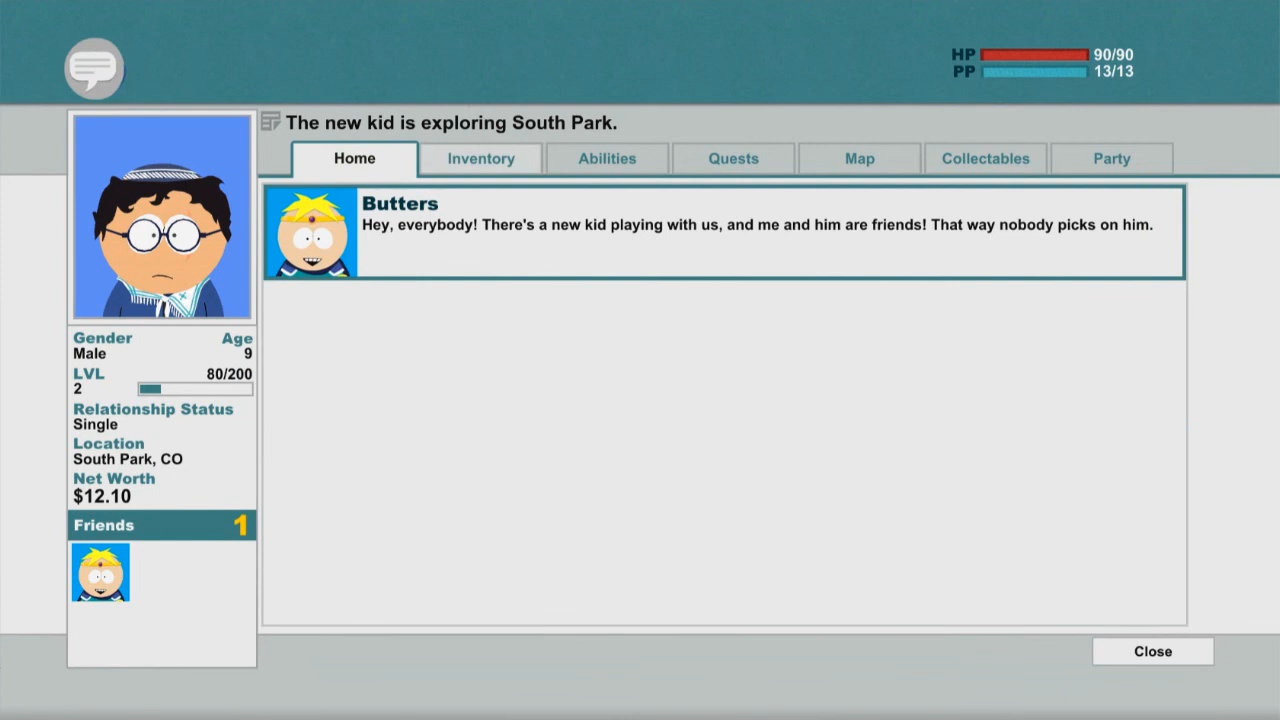 HP 90/90
PP 13/13
The new kid is exploring South Park.
Home Inventory Abilities Quests Map Collectables Party
Butters
Hey, everybody! There's a new kid playing with us, and me and him are friends! That way nobody picks on him.
Gender Age
Male 9
LVL 80/200
2
Relationship Status
Single
Location
South Park, CO
Net Worth
$12.10
Friends 1
Close